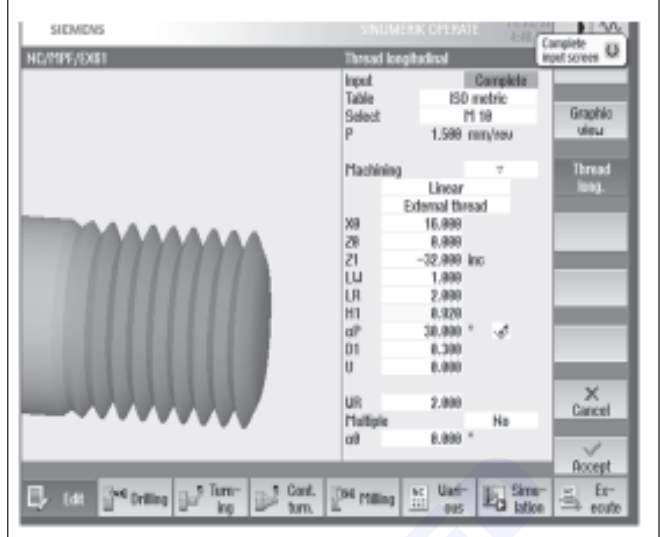 SIEMENS
SINUMERIK OPERATE
Complete
input screen
NC/MPF/EX61
Thread longitudinal
Input Complete
Table ISO metric
Select M 10
P 1.500 mm/rev
Graphic
view
Machining
Linear
External thread
Thread
long.
X0 16.000
Z0 0.000
Z1 -32.000 inc
LW 1.000
LR 2.000
H1 0.920
αP 30.000 °
D1 0.300
U 0.000
VR 2.000
Multiple No
α0 0.000 °
Cancel
Accept
Edit
Drilling
Turn-
ing
Cont.
turn.
Milling
Vari-
ous
Simu-
lation
Ex-
ecute